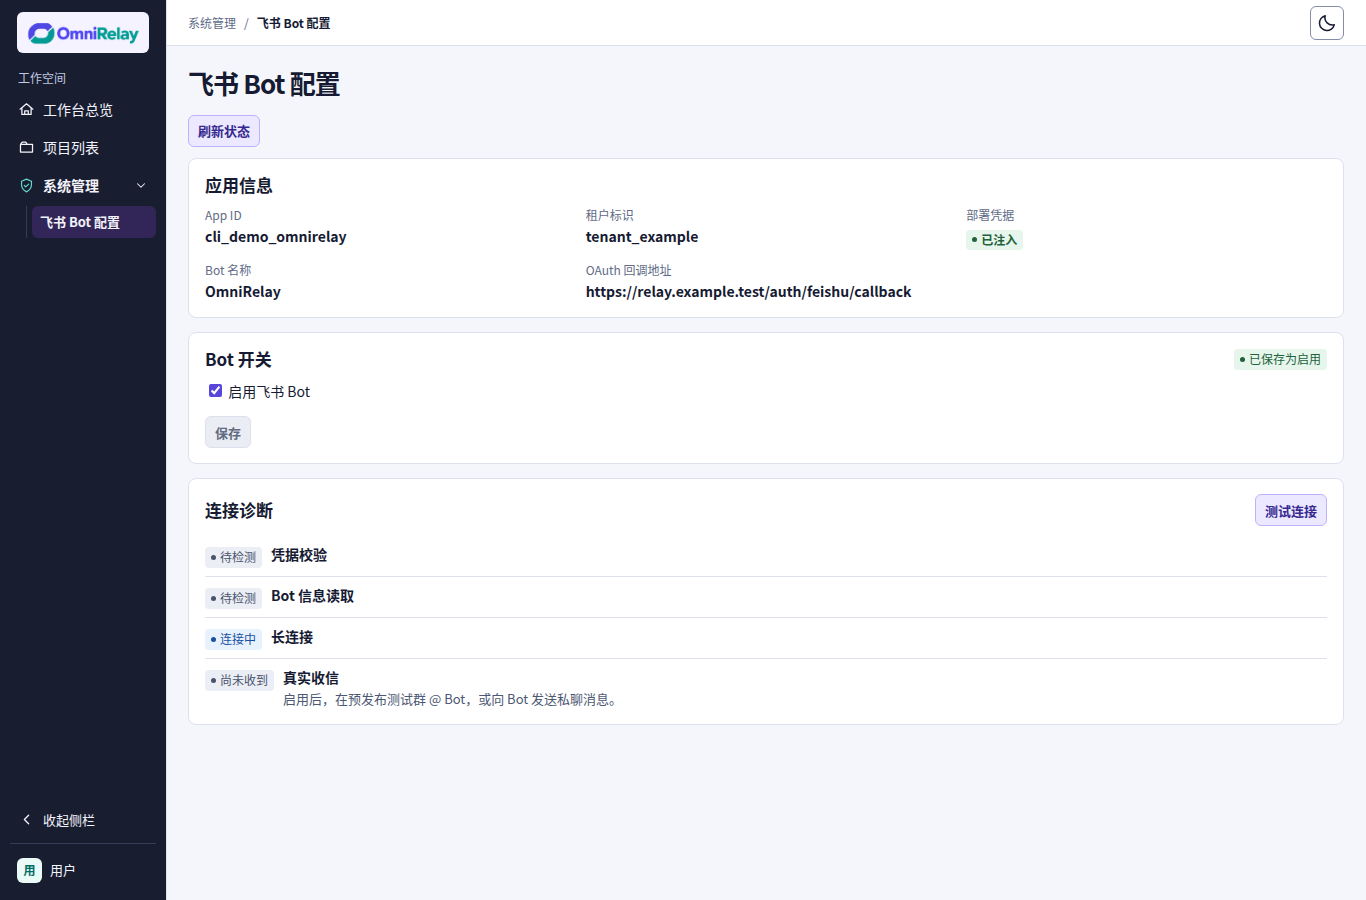 OmniRelay
系统管理 / 飞书 Bot 配置
工作空间
工作台总览
项目列表
系统管理
飞书 Bot 配置
收起侧栏
用 用户
飞书 Bot 配置
刷新状态
应用信息
App ID
cli_demo_omnirelay
租户标识
tenant_example
部署凭据
已注入
Bot 名称
OmniRelay
OAuth 回调地址
https://relay.example.test/auth/feishu/callback
Bot 开关
已保存为启用
启用飞书 Bot
保存
连接诊断
测试连接
待检测 凭据校验
待检测 Bot 信息读取
连接中 长连接
尚未收到 真实收信
启用后，在预发布测试群 @ Bot，或向 Bot 发送私聊消息。